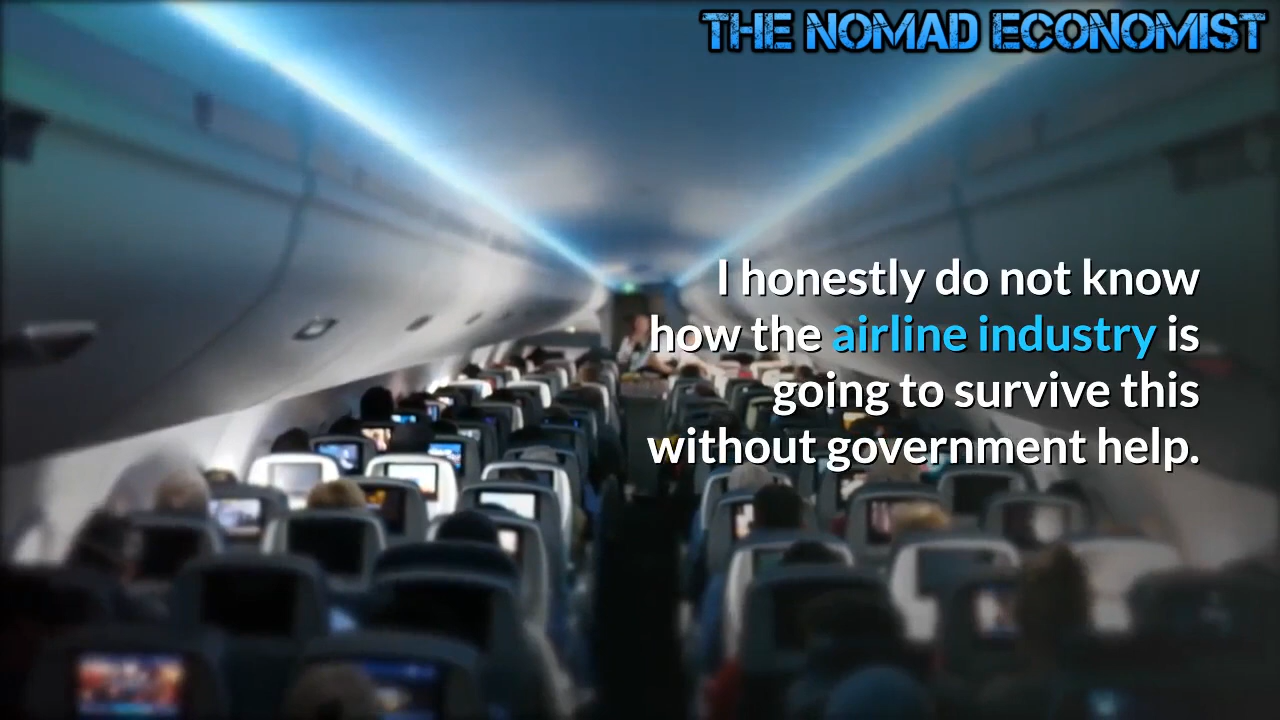 THE NOMAD ECONOMIST
I honestly do not know
how the airline industry is
going to survive this
without government help.